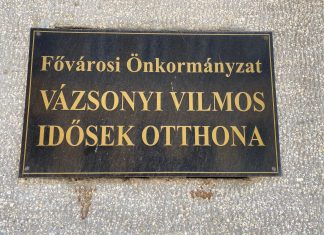 Fővárosi Önkormányzat
VÁZSONYI VILMOS
IDŐSEK OTTHONA